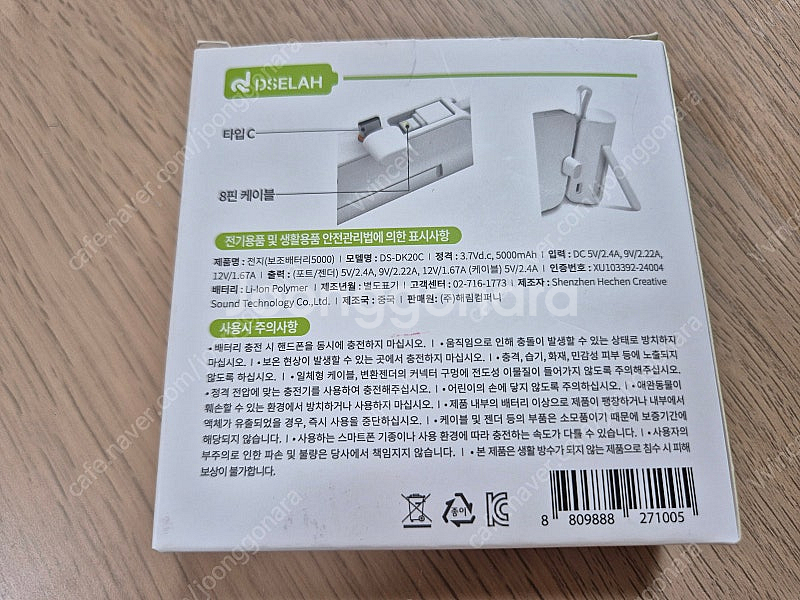 DSELAH
타입 C
8핀 케이블
전기용품 및 생활용품 안전관리법에 의한 표시사항
제품명 : 전지(보조배터리5000) ㅣ 모델명 : DS-DK20C ㅣ 정격 : 3.7Vd.c, 5000mAh ㅣ 입력 : DC 5V/2.4A, 9V/2.22A,
12V/1.67A ㅣ 출력 : (포트/젠더) 5V/2.4A, 9V/2.22A, 12V/1.67A (케이블) 5V/2.4A ㅣ 인증번호 : XU103392-24004
배터리 : Li-Ion Polymer ㅣ 제조년월 : 별도표기 ㅣ 고객센터 : 02-716-1773 ㅣ 제조자 : Shenzhen Hechen Creative
Sound Technology Co.,Ltd. ㅣ 제조국 : 중국 ㅣ 판매원: (주)해림컴퍼니
사용시 주의사항
• 배터리 충전 시 핸드폰을 동시에 충전하지 마십시오. ㅣ • 움직임으로 인해 충돌이 발생할 수 있는 상태로 방치하지
마십시오. ㅣ • 보온 현상이 발생할 수 있는 곳에서 충전하지 마십시오. ㅣ • 충격, 습기, 화재, 민감성 피부 등에 노출되지
않도록 하십시오. ㅣ • 일체형 케이블, 변환젠더의 커넥터 구멍에 전도성 이물질이 들어가지 않도록 주의해주십시오.
• 정격 전압에 맞는 충전기를 사용하여 충전해주십시오. ㅣ • 어린이의 손에 닿지 않도록 해주십시오. ㅣ • 애완동물이
훼손할 수 있는 환경에서 방치하거나 사용하지 마십시오. ㅣ • 제품 내부의 배터리 이상으로 제품이 팽창하거나 내부에서
액체가 유출되었을 경우, 즉시 사용을 중단하십시오. ㅣ • 케이블 및 젠더 등의 부품은 소모품이기 때문에 보증기간에
해당되지 않습니다. ㅣ • 사용하는 스마트폰 기종이나 사용 환경에 따라 충전하는 속도가 다를 수 있습니다. ㅣ • 사용자의
부주의로 인한 파손 및 불량은 당사에서 책임지지 않습니다. ㅣ • 본 제품은 생활 방수가 되지 않는 제품으로 침수 시 피해
보상이 불가합니다.
종이
8 809888 271005
joonggonara
cafe.naver.com/joonggonara